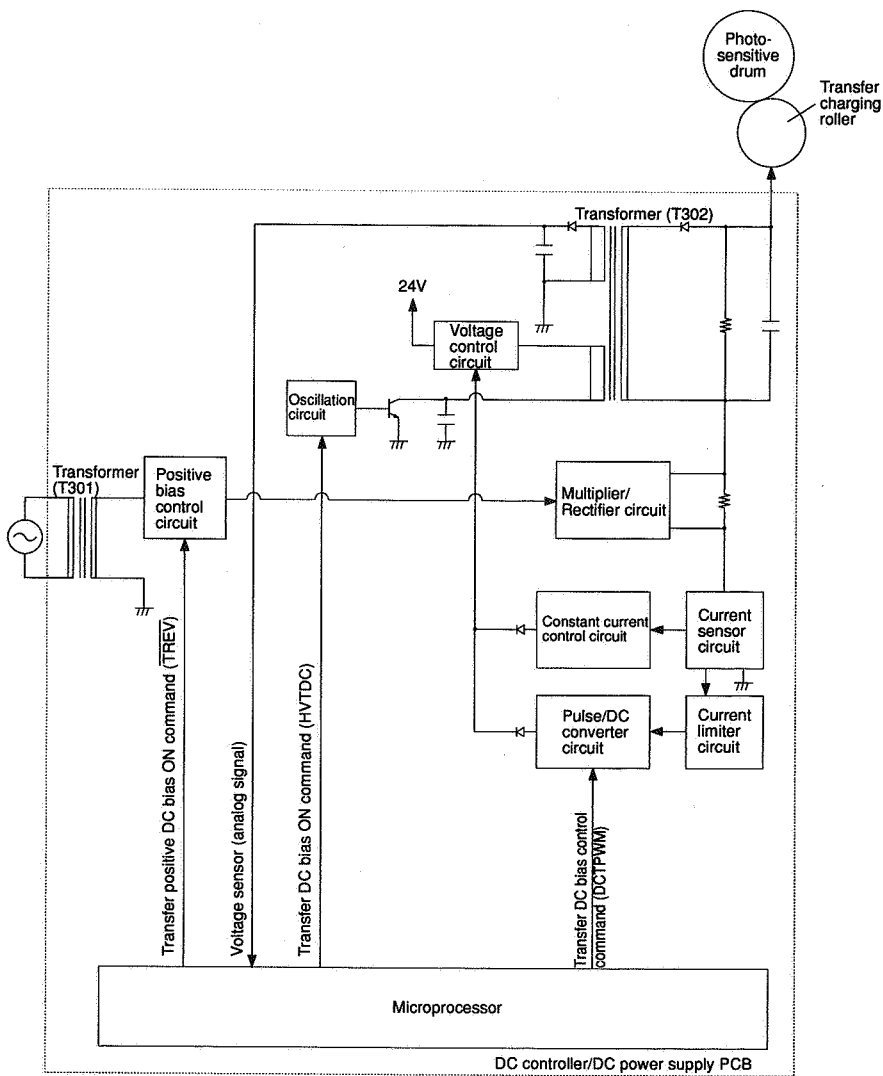 Photo-
sensitive
drum
Transfer
charging
roller
Transformer (T302)
24V
Voltage
control
circuit
Oscillation
circuit
Transformer
(T301)
Positive
bias
control
circuit
Multiplier/
Rectifier circuit
Constant current
control circuit
Current
sensor
circuit
Pulse/DC
converter
circuit
Current
limiter
circuit
Transfer positive DC bias ON command (TREV)
Voltage sensor (analog signal)
Transfer DC bias ON command (HVTDC)
Transfer DC bias control
command (DCTPWM)
Microprocessor
DC controller/DC power supply PCB